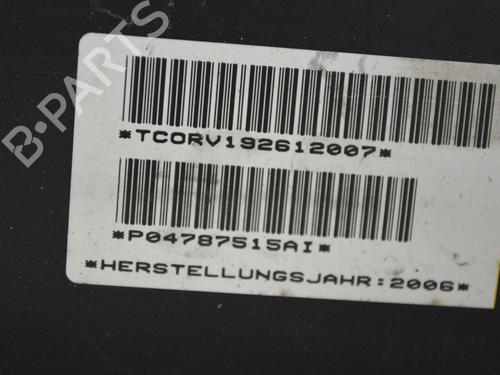 B-PARTS
*TCORV192612007*
*P04787515AI*
*HERSTELLUNGSJAHR:2006*